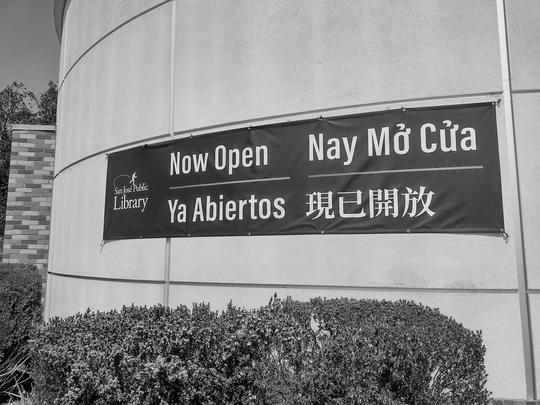 San José Public
Library
Now Open
Ya Abiertos
Nay Mở Cửa
現已開放